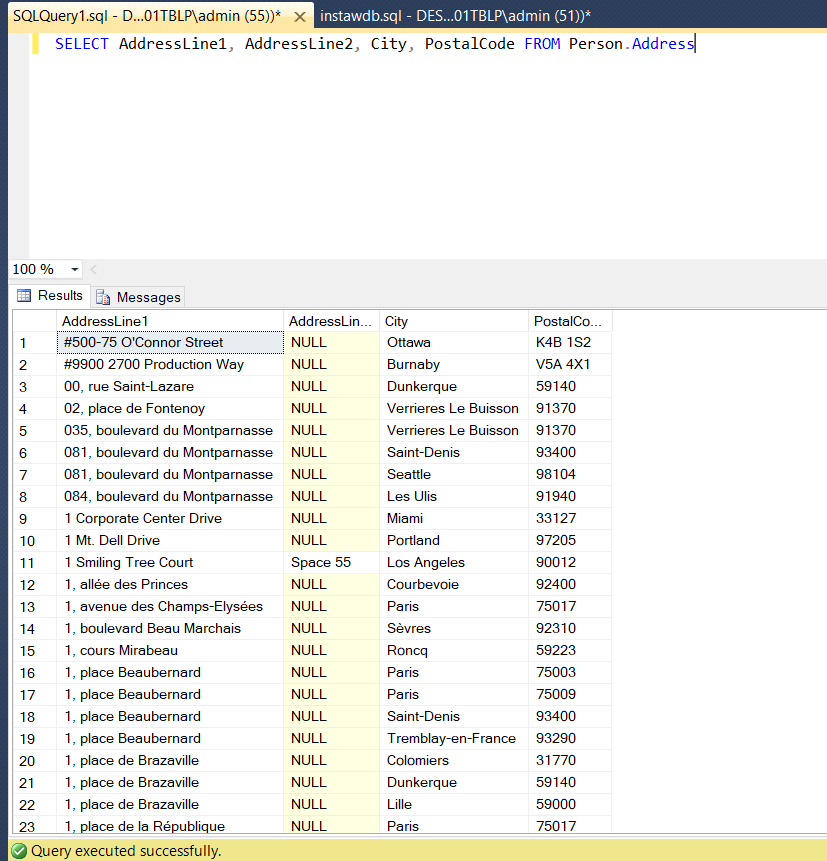 SQLQuery1.sql - D...01TBLP\admin (55))* instawdb.sql - DES...01TBLP\admin (51))*
SELECT AddressLine1, AddressLine2, City, PostalCode FROM Person.Address
100 %
Results Messages
AddressLine1 AddressLin... City PostalCo...
1 #500-75 O'Connor Street NULL Ottawa K4B 1S2
2 #9900 2700 Production Way NULL Burnaby V5A 4X1
3 00, rue Saint-Lazare NULL Dunkerque 59140
4 02, place de Fontenoy NULL Verrieres Le Buisson 91370
5 035, boulevard du Montparnasse NULL Verrieres Le Buisson 91370
6 081, boulevard du Montparnasse NULL Saint-Denis 93400
7 081, boulevard du Montparnasse NULL Seattle 98104
8 084, boulevard du Montparnasse NULL Les Ulis 91940
9 1 Corporate Center Drive NULL Miami 33127
10 1 Mt. Dell Drive NULL Portland 97205
11 1 Smiling Tree Court Space 55 Los Angeles 90012
12 1, allée des Princes NULL Courbevoie 92400
13 1, avenue des Champs-Elysées NULL Paris 75017
14 1, boulevard Beau Marchais NULL Sèvres 92310
15 1, cours Mirabeau NULL Roncq 59223
16 1, place Beaubernard NULL Paris 75003
17 1, place Beaubernard NULL Paris 75009
18 1, place Beaubernard NULL Saint-Denis 93400
19 1, place Beaubernard NULL Tremblay-en-France 93290
20 1, place de Brazaville NULL Colomiers 31770
21 1, place de Brazaville NULL Dunkerque 59140
22 1, place de Brazaville NULL Lille 59000
23 1, place de la République NULL Paris 75017
Query executed successfully.